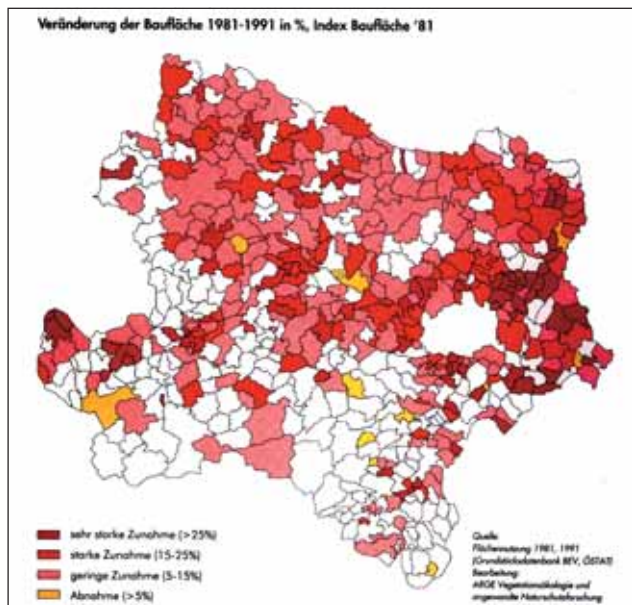 Veränderung der Baufläche 1981-1991 in %, Index Baufläche '81
sehr starke Zunahme (>25%)
starke Zunahme (15-25%)
geringe Zunahme (5-15%)
Abnahme (>5%)
Quelle
Flächennutzung 1981, 1991
(Grundstücksdatenbank BEV, ÖSTAT)
Bearbeitung:
ARGE Vegetationsökologie und
angewandte Naturschutzforschung